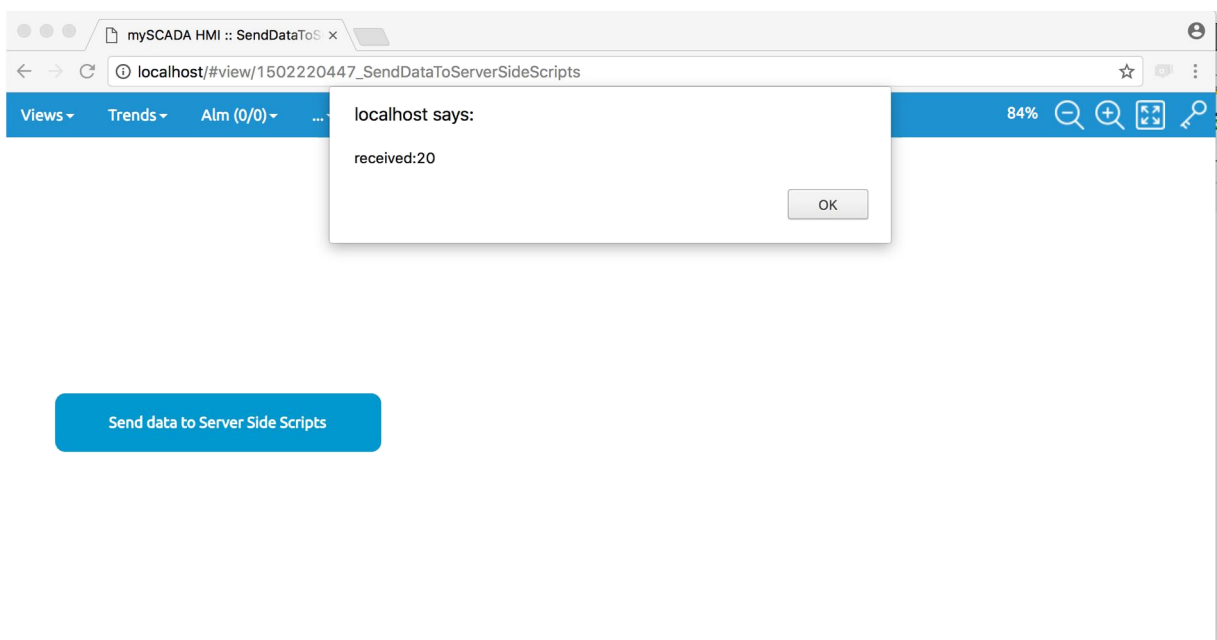 mySCADA HMI :: SendDataToS
localhost/#view/1502220447_SendDataToServerSideScripts
Views Trends Alm (0/0) ... 84%
localhost says:
received:20
OK
Send data to Server Side Scripts